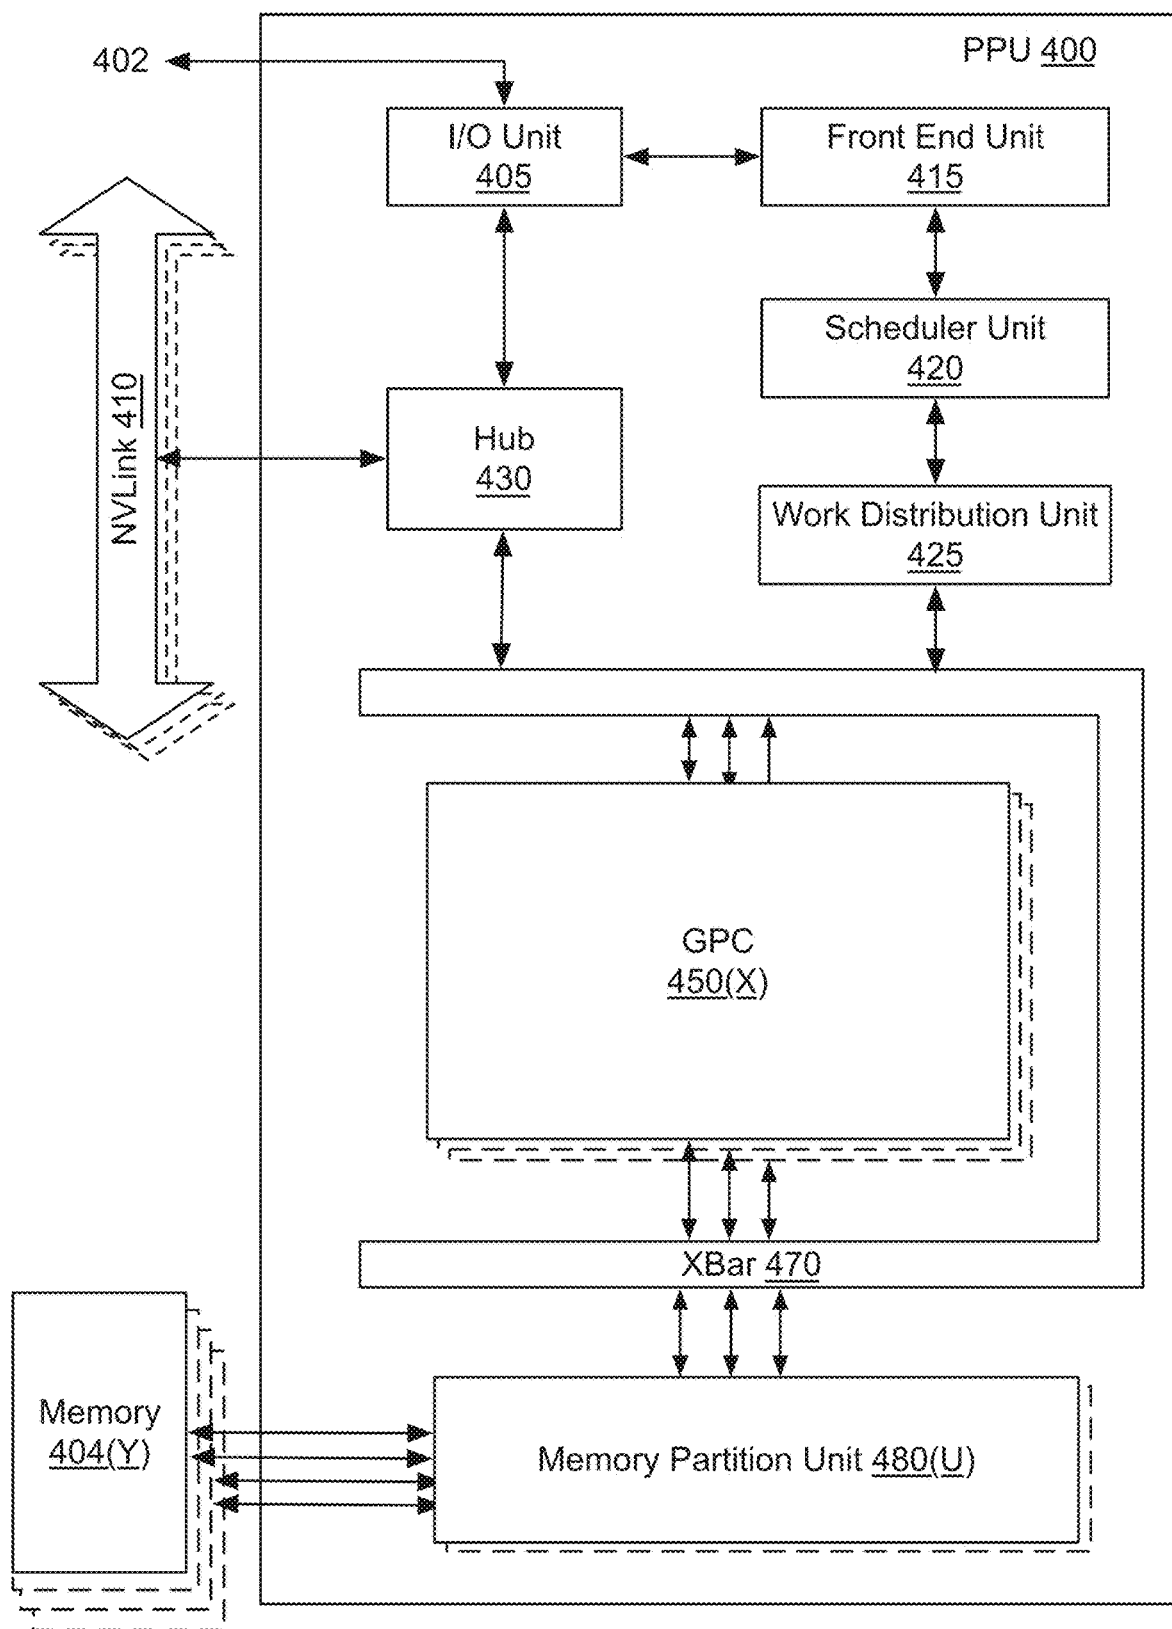 PPU 400
402
I/O Unit
405
Front End Unit
415
Scheduler Unit
420
NVLink 410
Hub
430
Work Distribution Unit
425
GPC
450(X)
XBar 470
Memory
404(Y)
Memory Partition Unit 480(U)